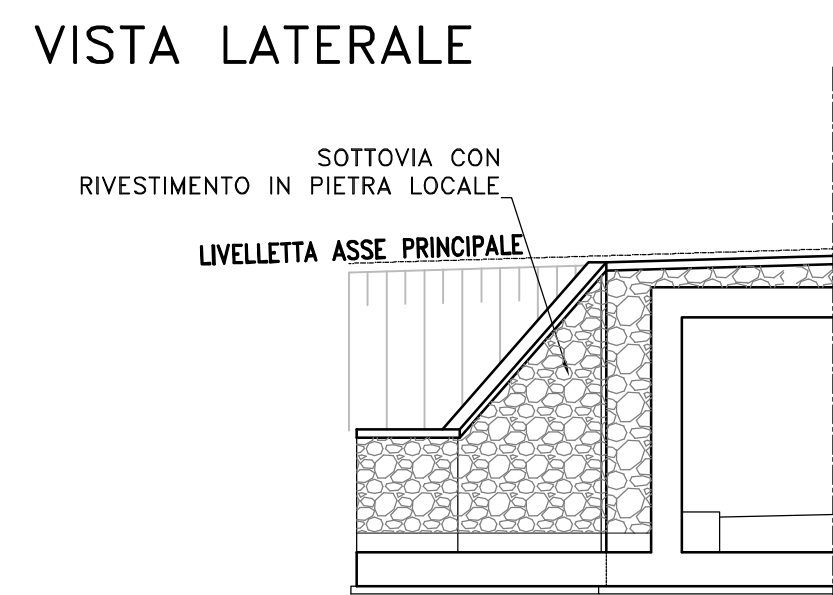 VISTA LATERALE
SOTTOVIA CON
RIVESTIMENTO IN PIETRA LOCALE
LIVELLETTA ASSE PRINCIPALE